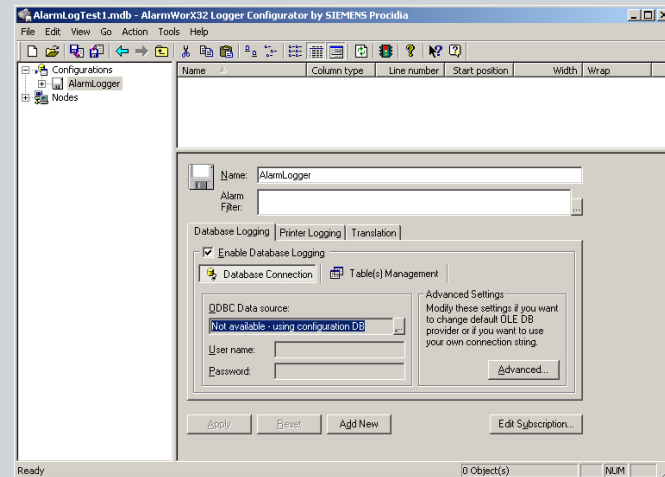 AlarmLogTest1.mdb - AlarmWorX32 Logger Configurator by SIEMENS Procidia
File Edit View Go Action Tools Help
Configurations
AlarmLogger
Nodes
Name Column type Line number Start position Width Wrap
Name: AlarmLogger
Alarm
Filter:
...
Database Logging Printer Logging Translation
Enable Database Logging
Database Connection Table(s) Management
ODBC Data source:
Not available - using configuration DB ...
User name:
Password:
Advanced Settings
Modify these settings if you want
to change default OLE DB
provider or if you want to use
your own connection string.
Advanced...
Apply Reset Add New Edit Subscription...
Ready 0 Object(s) NUM